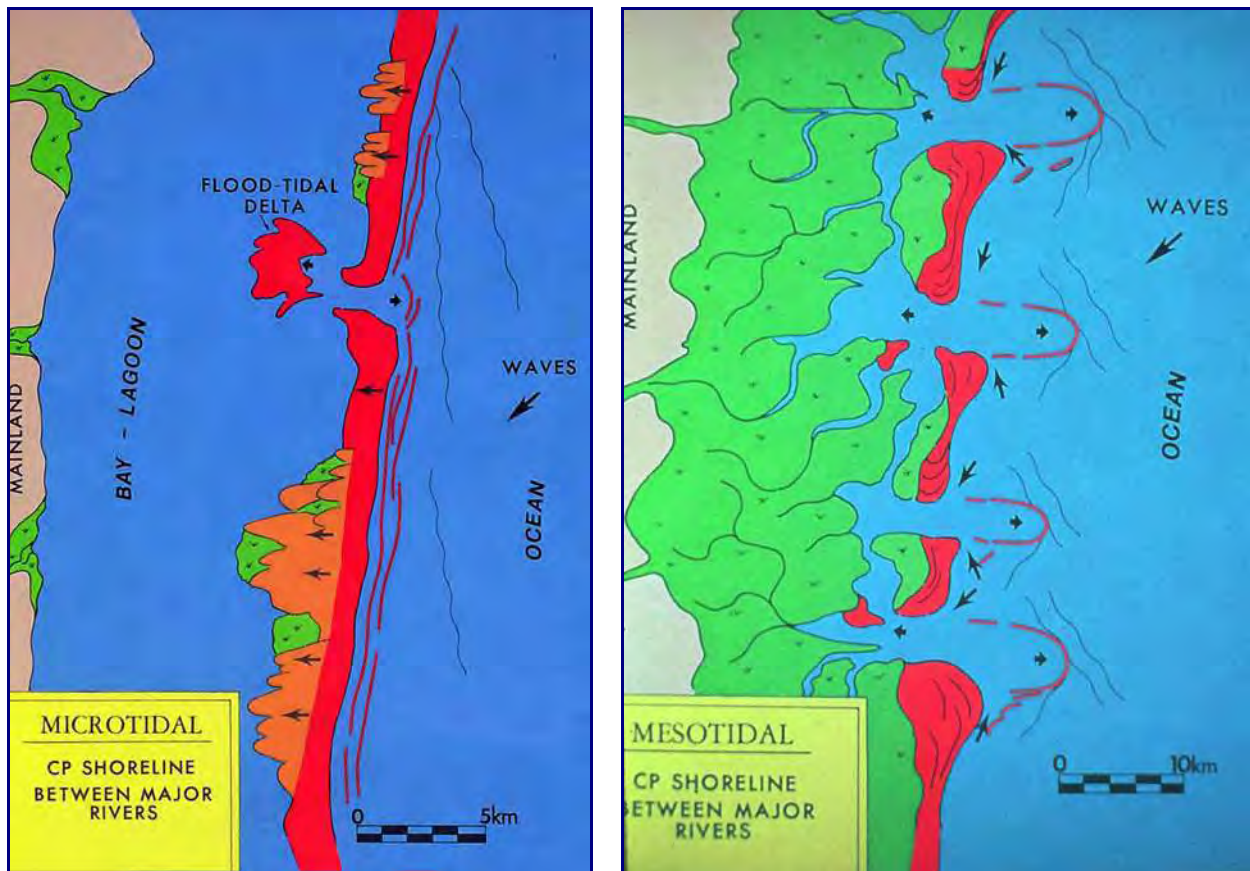 FLOOD-TIDAL
DELTA
WAVES
MAINLAND
BAY - LAGOON
OCEAN
MICROTIDAL
CP SHORELINE
BETWEEN MAJOR
RIVERS
0 5km
MAINLAND
WAVES
OCEAN
MESOTIDAL
CP SHORELINE
BETWEEN MAJOR
RIVERS
0 10km